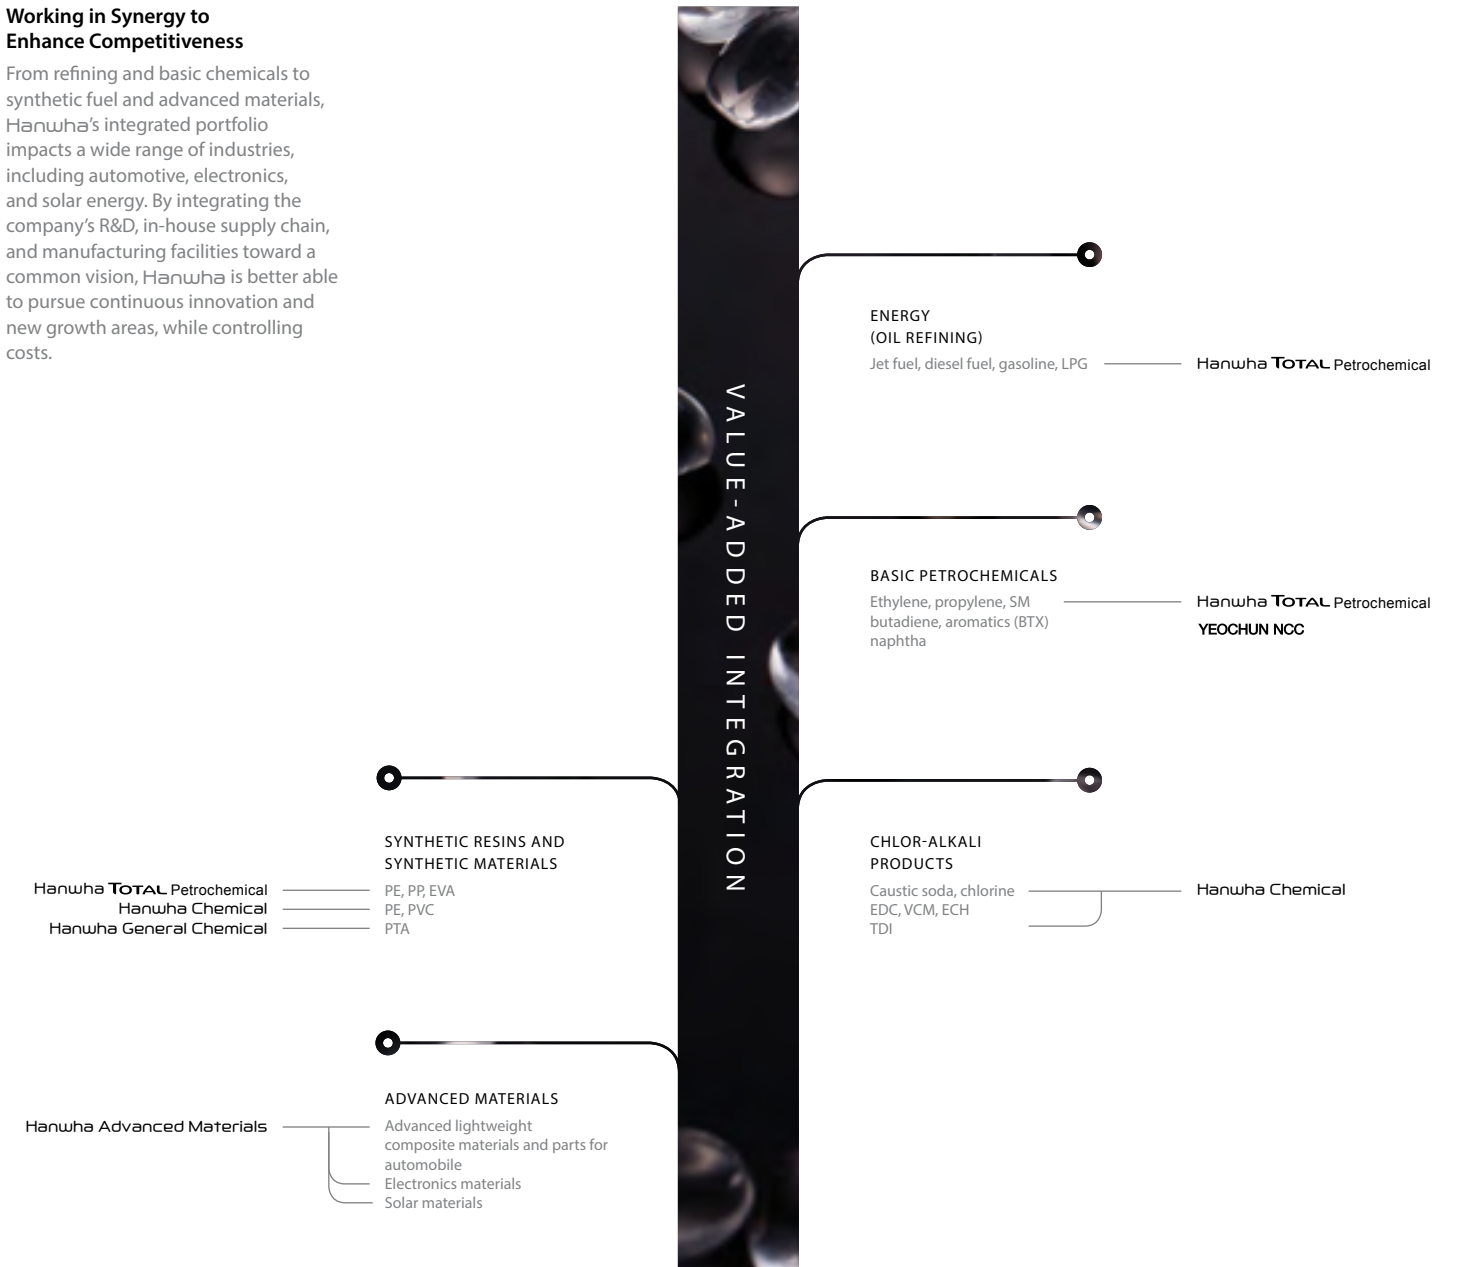 Working in Synergy to
Enhance Competitiveness
From refining and basic chemicals to
synthetic fuel and advanced materials,
Hanwha's integrated portfolio
impacts a wide range of industries,
including automotive, electronics,
and solar energy. By integrating the
company's R&D, in-house supply chain,
and manufacturing facilities toward a
common vision, Hanwha is better able
to pursue continuous innovation and
new growth areas, while controlling
costs.
VALUE-ADDED INTEGRATION
ENERGY
(OIL REFINING)
Jet fuel, diesel fuel, gasoline, LPG
Hanwha TOTAL Petrochemical
BASIC PETROCHEMICALS
Ethylene, propylene, SM
butadiene, aromatics (BTX)
naphtha
Hanwha TOTAL Petrochemical
YEOCHUN NCC
CHLOR-ALKALI
PRODUCTS
Caustic soda, chlorine
EDC, VCM, ECH
TDI
Hanwha Chemical
SYNTHETIC RESINS AND
SYNTHETIC MATERIALS
Hanwha TOTAL Petrochemical
PE, PP, EVA
Hanwha Chemical
PE, PVC
Hanwha General Chemical
PTA
ADVANCED MATERIALS
Hanwha Advanced Materials
Advanced lightweight
composite materials and parts for
automobile
Electronics materials
Solar materials